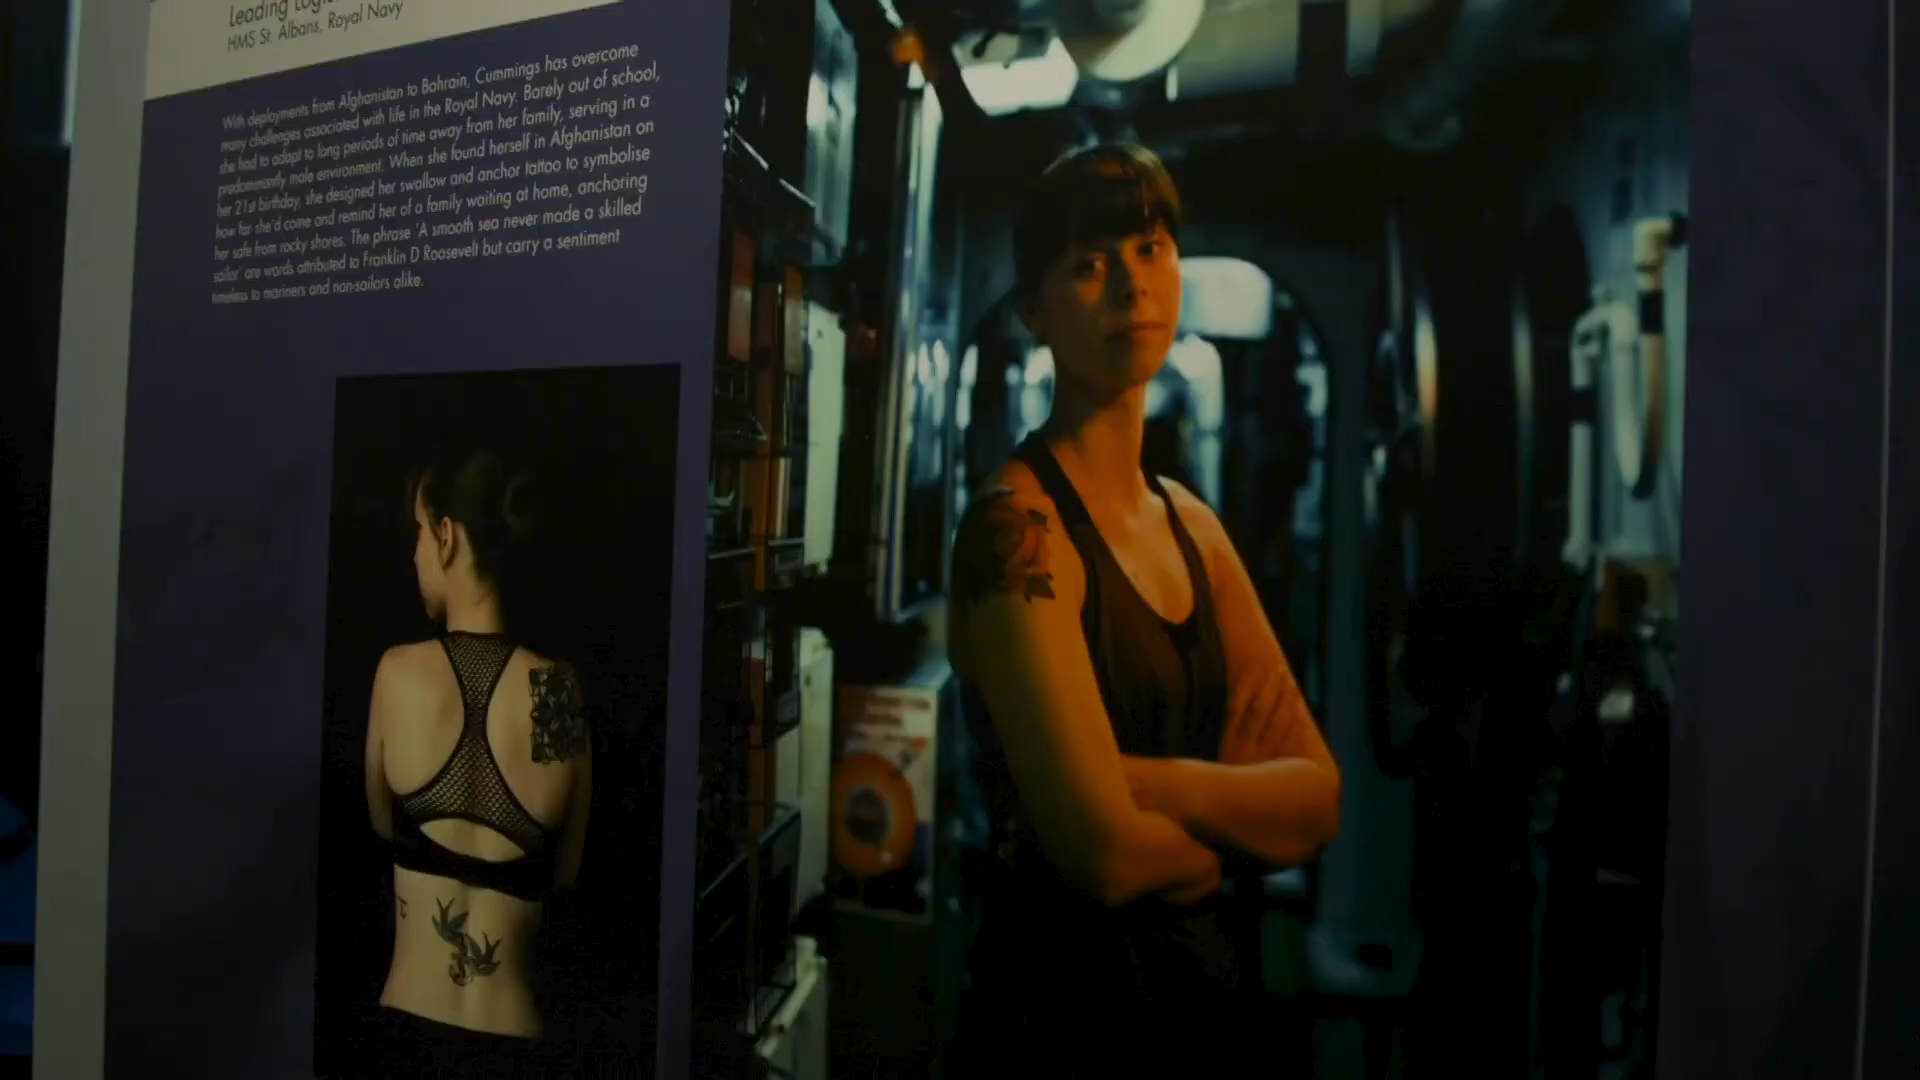 Leading
HMS St. Albans, Royal Navy
With deployments from Afghanistan to Bahrain, Cummings has overcome
many challenges associated with life in the Royal Navy. Barely out of school,
she had to adapt to long periods of time away from her family, serving in a
predominantly male environment. When she found herself in Afghanistan on
her 21st birthday, she designed her swallow and anchor tattoo to symbolise
how far she'd come and remind her of a family waiting at home, anchoring
her safe from rocky shores. The phrase 'A smooth sea never made a skilled
sailor' are words attributed to Franklin D Roosevelt but carry a sentiment
timeless to mariners and non-sailors alike.